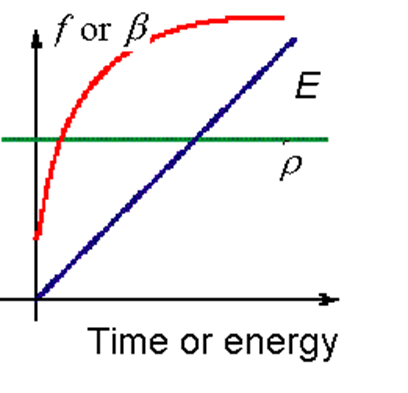 f or β
E
ρ
Time or energy